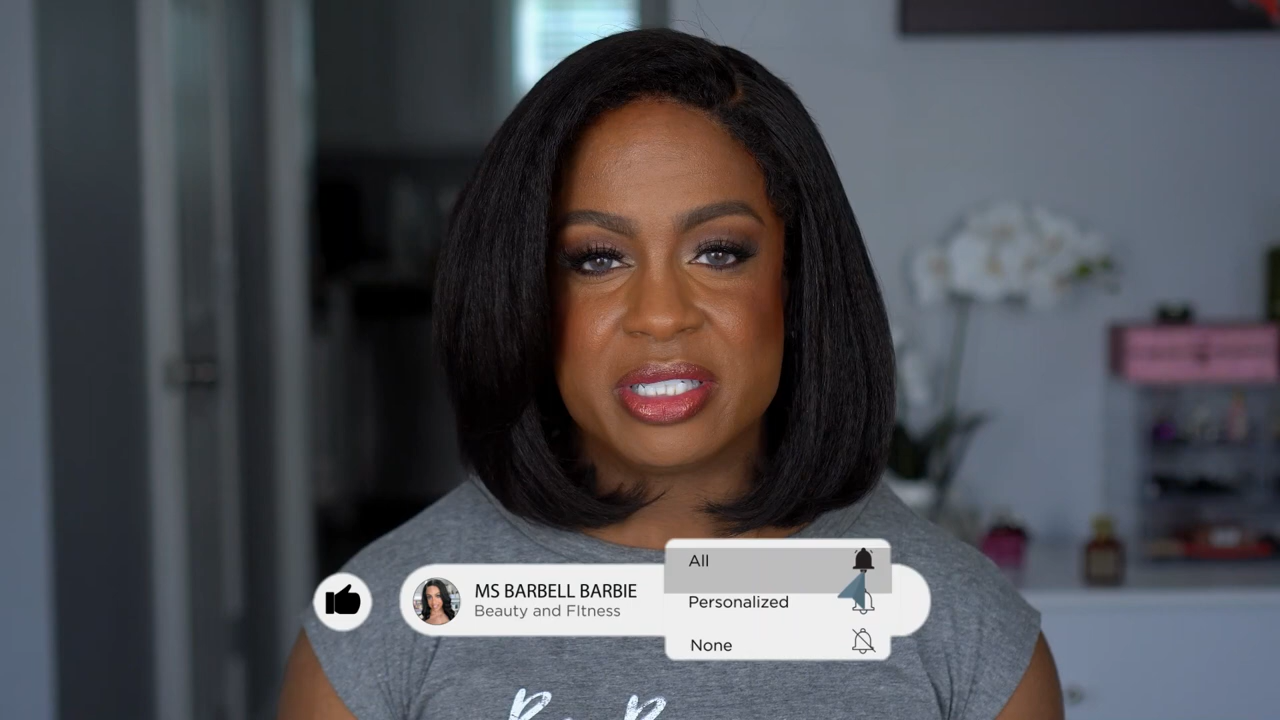 MS BARBELL BARBIE
Beauty and FItness
All
Personalized
None